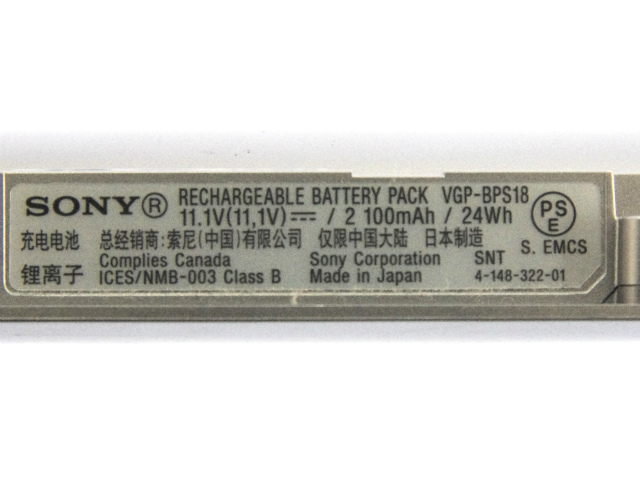 SONY® RECHARGEABLE BATTERY PACK VGP-BPS18
11.1V(11,1V)⎓ / 2 100mAh / 24Wh
PS E
充电电池 总经销商:索尼(中国)有限公司 仅限中国大陆 日本制造 S. EMCS
锂离子
Complies Canada Sony Corporation SNT
ICES/NMB-003 Class B Made in Japan 4-148-322-01